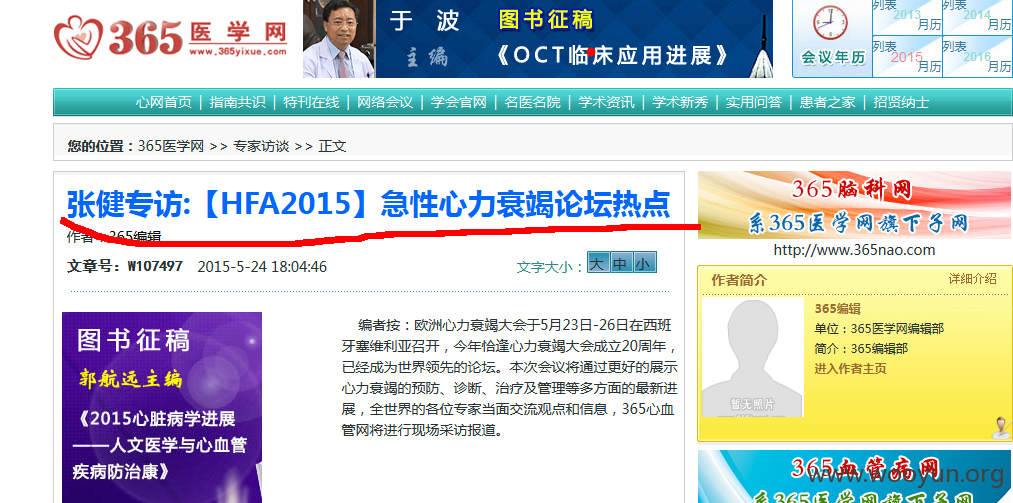 365 医学网
www.365yixue.com
于 波
主编
图书征稿
《OCT临床应用进展》
会议年历
列表
2013
月历
列表
2014
月历
列表
2015
月历
列表
2016
月历
心网首页 | 指南共识 | 特刊在线 | 网络会议 | 学会官网 | 名医名院 | 学术资讯 | 学术新秀 | 实用问答 | 患者之家 | 招贤纳士
您的位置：365医学网 >> 专家访谈 >> 正文
张健专访:【HFA2015】急性心力衰竭论坛热点
作者：365编辑
文章号：W107497 2015-5-24 18:04:46
文字大小：大 中 小
图书征稿
郭航远主编
《2015心脏病学进展
——人文医学与心血管
疾病防治康》
编者按：欧洲心力衰竭大会于5月23日-26日在西班
牙塞维利亚召开，今年恰逢心力衰竭大会成立20周年，
已经成为世界领先的论坛。本次会议将通过更好的展示
心力衰竭的预防、诊断、治疗及管理等多方面的最新进
展，全世界的各位专家当面交流观点和信息，365心血
管网将进行现场采访报道。
365脑科网
系365医学网旗下子网
http://www.365nao.com
作者简介
详细介绍
暂无照片
365编辑
单位：365医学网编辑部
简介：365编辑部
进入作者主页
365血管病网
系365医学网旗下子网
www.wooyun.org